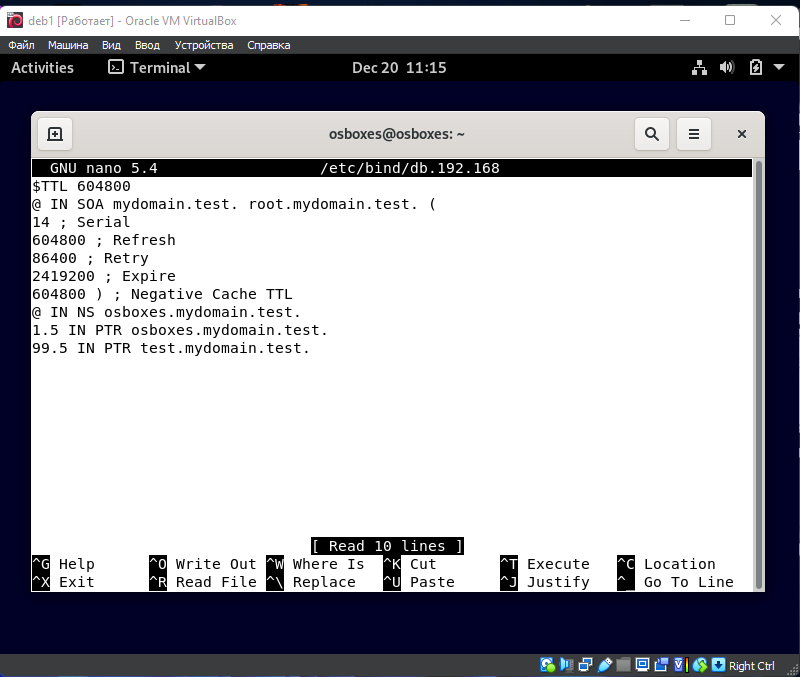 deb1 [Работает] - Oracle VM VirtualBox
Файл Машина Вид Ввод Устройства Справка
Activities Terminal Dec 20 11:15
osboxes@osboxes: ~
GNU nano 5.4 /etc/bind/db.192.168
$TTL 604800
@ IN SOA mydomain.test. root.mydomain.test. (
14 ; Serial
604800 ; Refresh
86400 ; Retry
2419200 ; Expire
604800 ) ; Negative Cache TTL
@ IN NS osboxes.mydomain.test.
1.5 IN PTR osboxes.mydomain.test.
99.5 IN PTR test.mydomain.test.
[ Read 10 lines ]
^G Help ^O Write Out ^W Where Is ^K Cut ^T Execute ^C Location
^X Exit ^R Read File ^\ Replace ^U Paste ^J Justify ^_ Go To Line
Right Ctrl